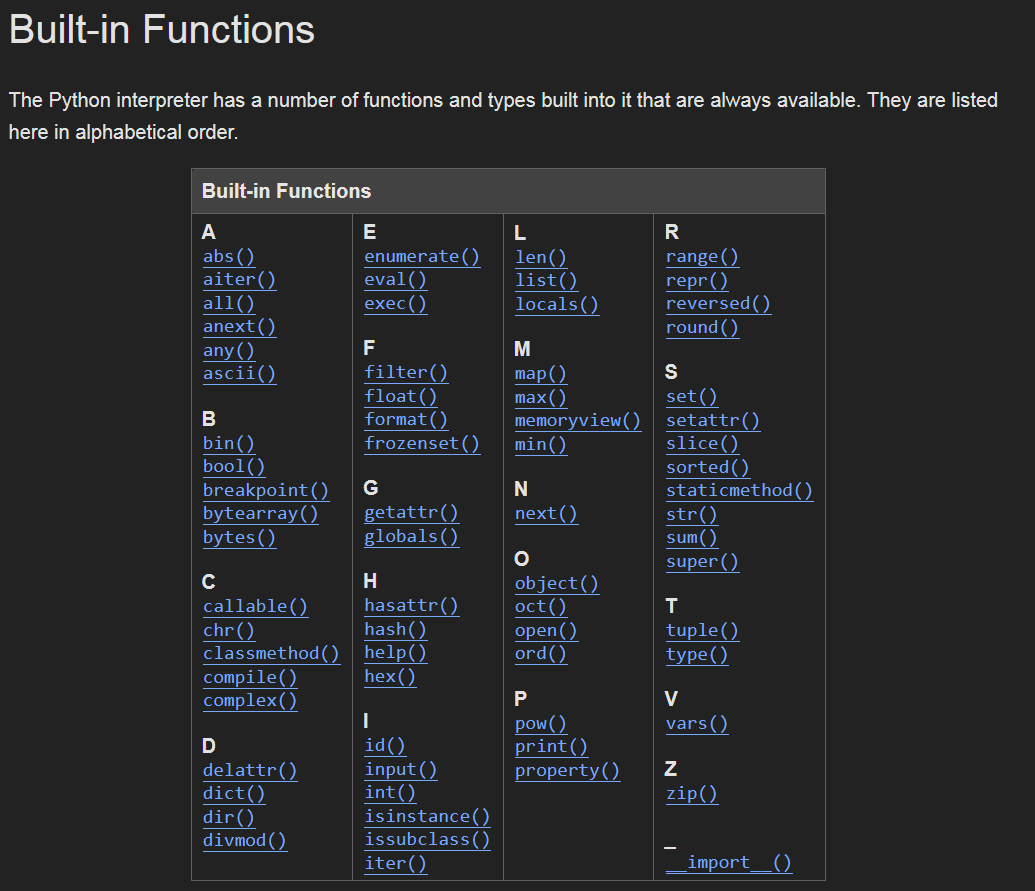 Built-in Functions
The Python interpreter has a number of functions and types built into it that are always available. They are listed
here in alphabetical order.
Built-in Functions
A
abs()
aiter()
all()
anext()
any()
ascii()
B
bin()
bool()
breakpoint()
bytearray()
bytes()
C
callable()
chr()
classmethod()
compile()
complex()
D
delattr()
dict()
dir()
divmod()
E
enumerate()
eval()
exec()
F
filter()
float()
format()
frozenset()
G
getattr()
globals()
H
hasattr()
hash()
help()
hex()
I
id()
input()
int()
isinstance()
issubclass()
iter()
L
len()
list()
locals()
M
map()
max()
memoryview()
min()
N
next()
O
object()
oct()
open()
ord()
P
pow()
print()
property()
R
range()
repr()
reversed()
round()
S
set()
setattr()
slice()
sorted()
staticmethod()
str()
sum()
super()
T
tuple()
type()
V
vars()
Z
zip()
_
__import__()